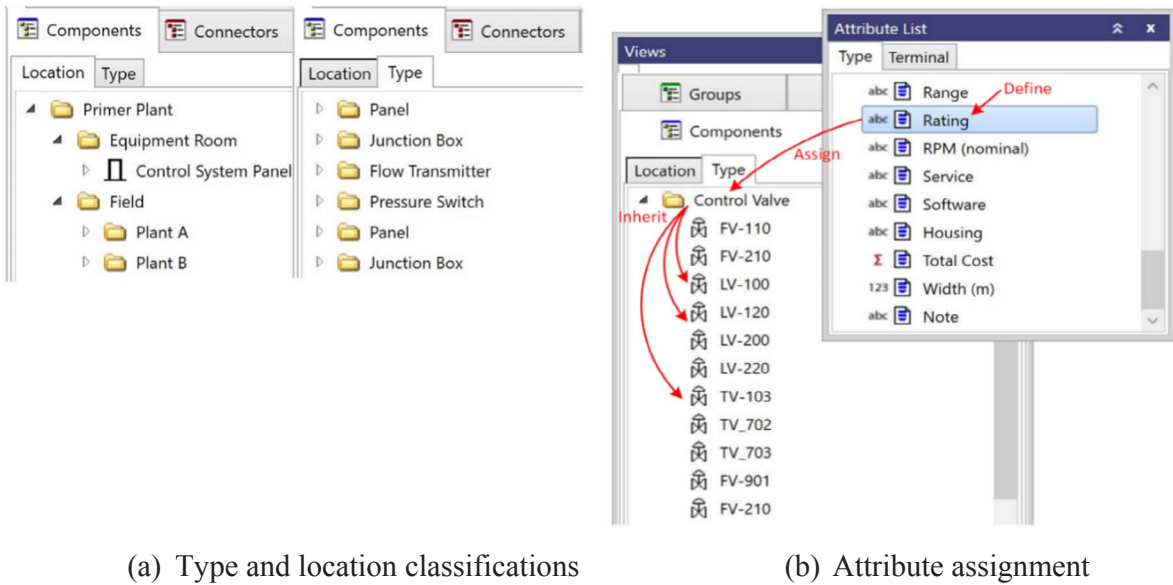 Components
Connectors
Location
Type
Primer Plant
Equipment Room
Control System Panel
Field
Plant A
Plant B
Components
Connectors
Location
Type
Panel
Junction Box
Flow Transmitter
Pressure Switch
Panel
Junction Box
Views
Groups
Components
Location
Type
Control Valve
FV-110
FV-210
LV-100
LV-120
LV-200
LV-220
TV-103
TV_702
TV_703
FV-901
FV-210
Inherit
Assign
Define
Attribute List
x
Type
Terminal
abc Range
abc Rating
abc RPM (nominal)
abc Service
abc Software
abc Housing
Σ Total Cost
123 Width (m)
abc Note
(a) Type and location classifications
(b) Attribute assignment